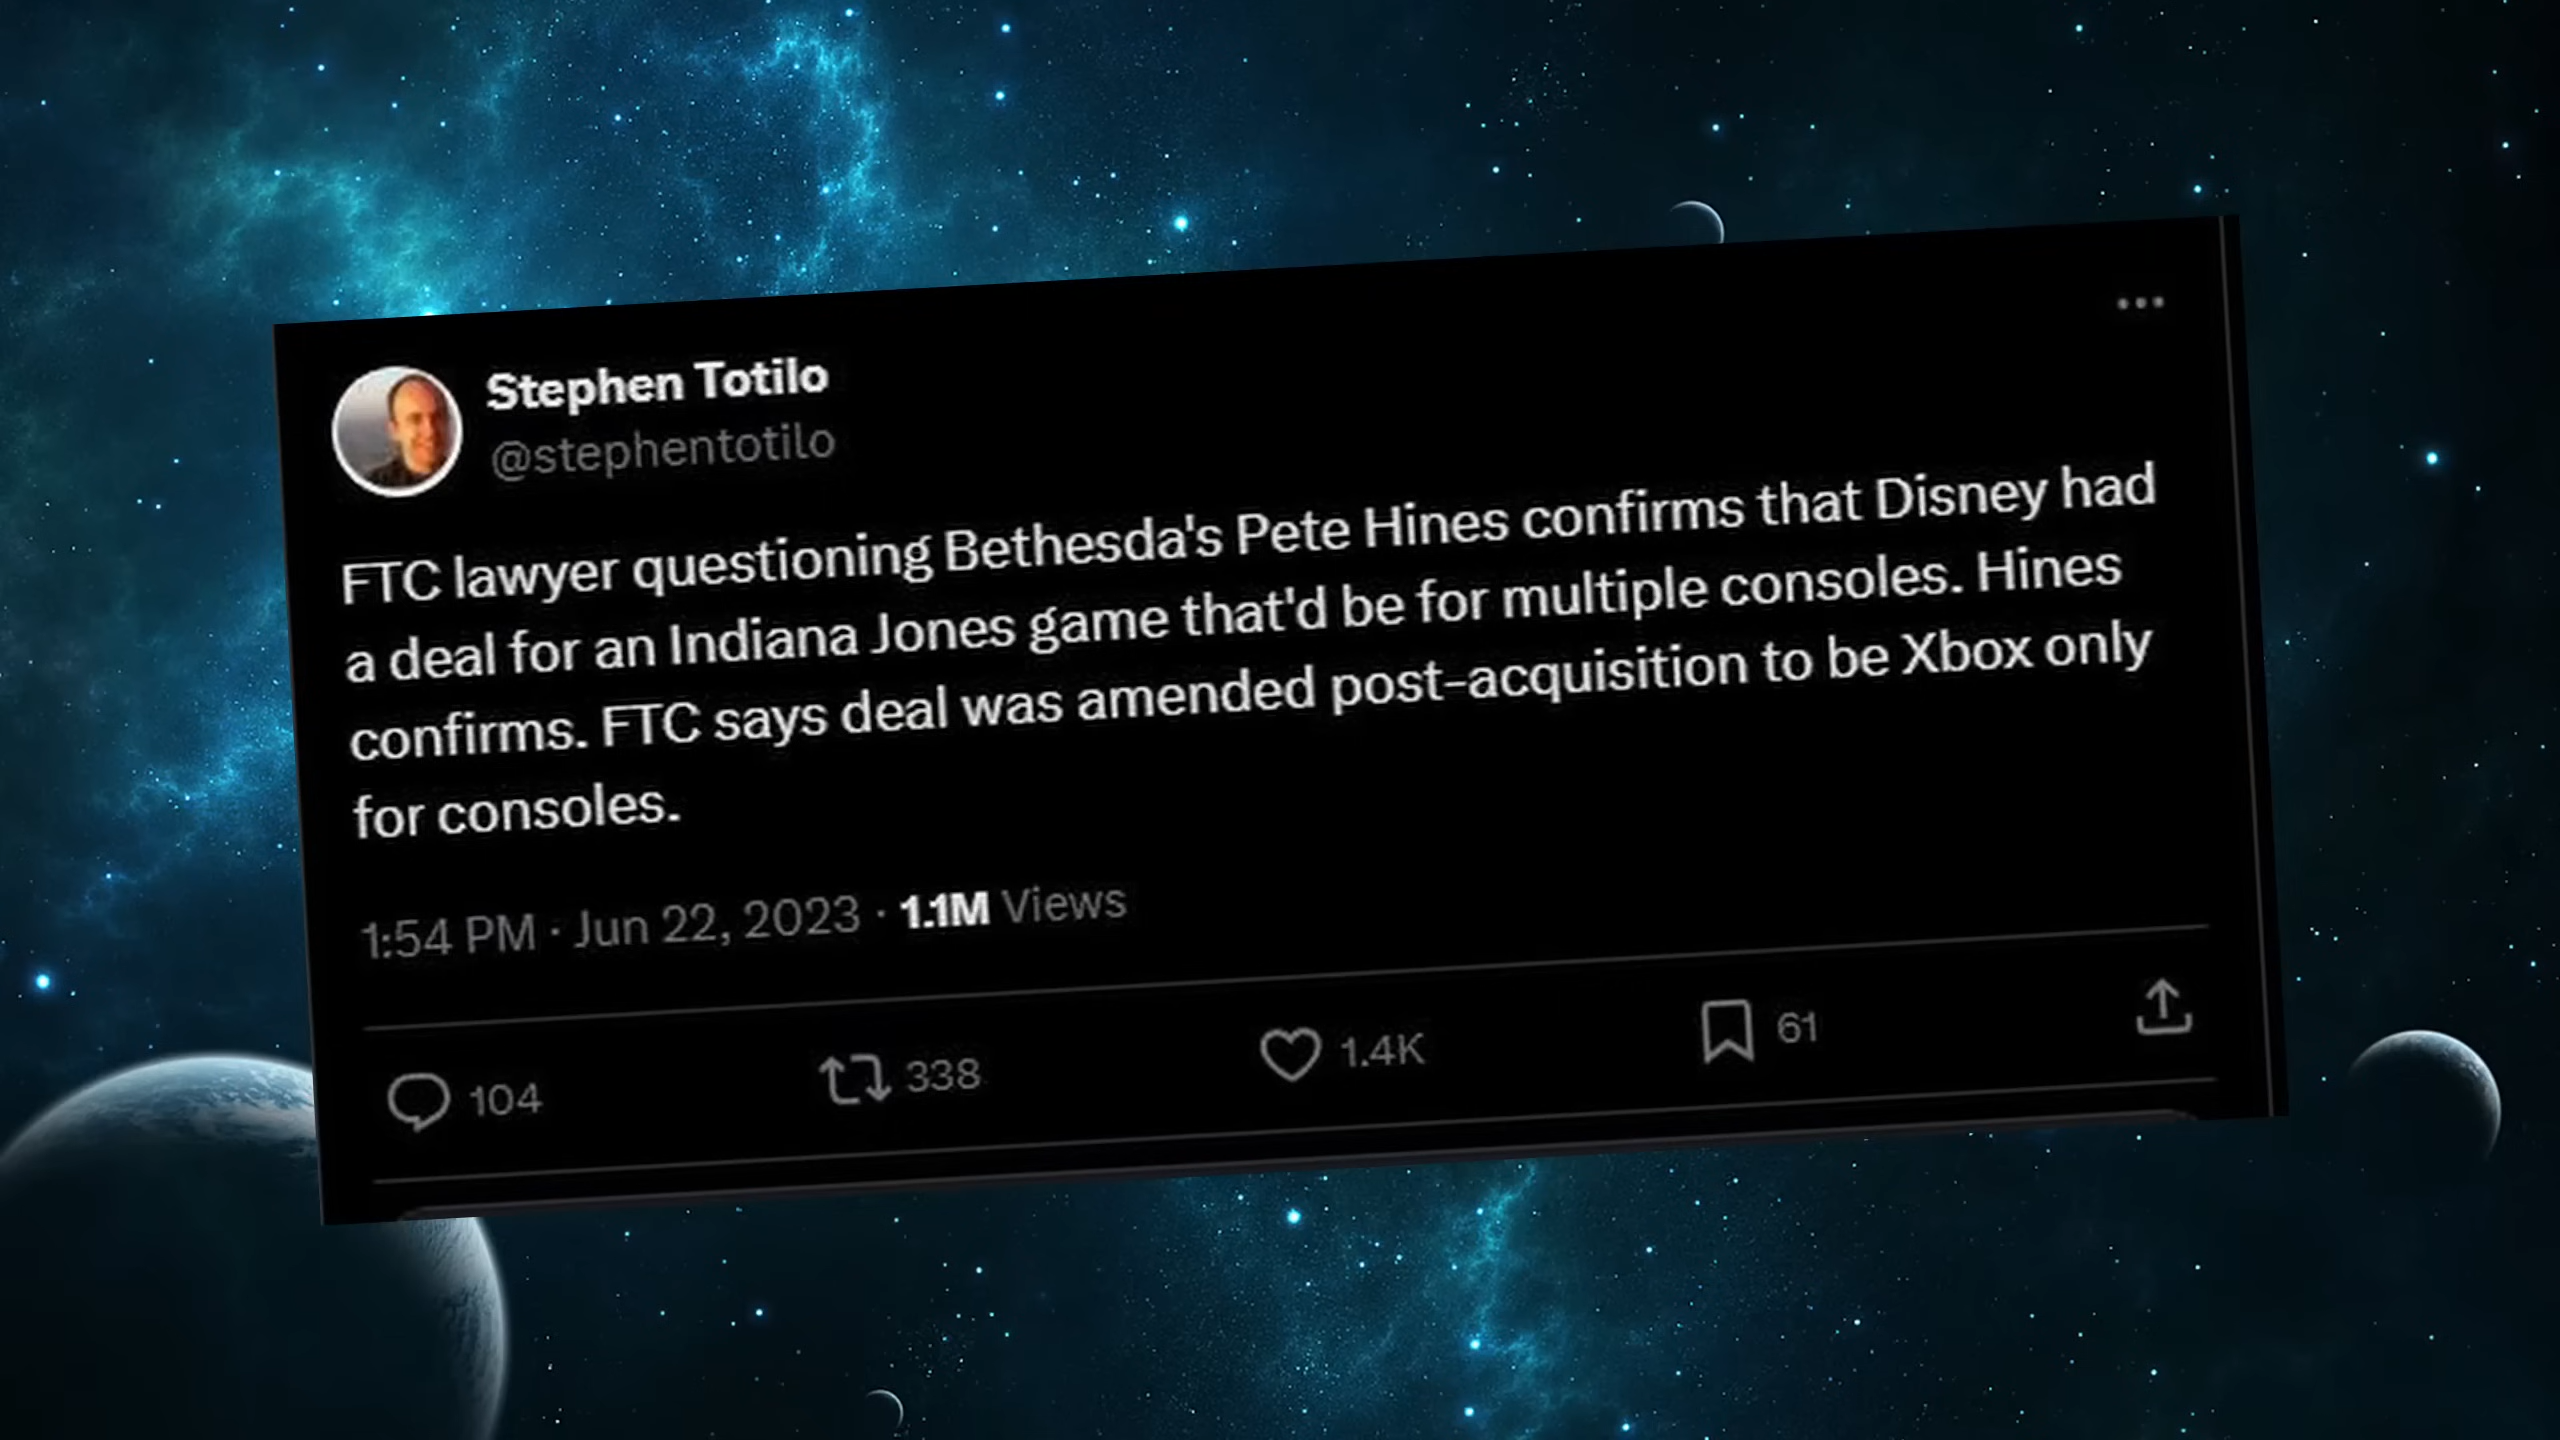 Stephen Totilo
@stephentotilo
FTC lawyer questioning Bethesda's Pete Hines confirms that Disney had
a deal for an Indiana Jones game that'd be for multiple consoles. Hines
confirms. FTC says deal was amended post-acquisition to be Xbox only
for consoles.
1:54 PM · Jun 22, 2023 · 1.1M Views
104 338 1.4K 61